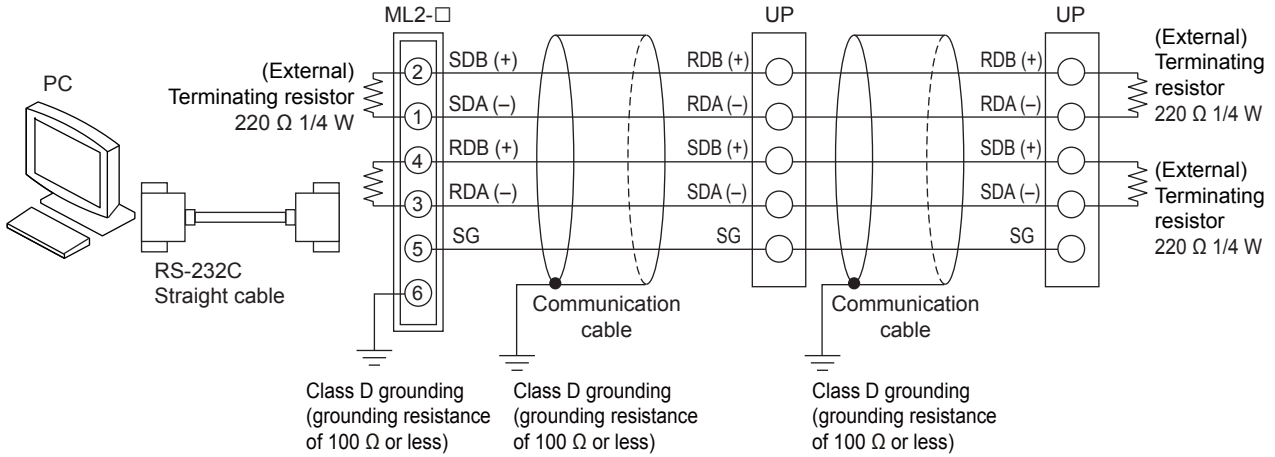 ML2-□
UP
UP
PC
(External)
Terminating resistor
220 Ω 1/4 W
RS-232C
Straight cable
2
1
4
3
5
6
SDB (+)
SDA (–)
RDB (+)
RDA (–)
SG
RDB (+)
RDA (–)
SDB (+)
SDA (–)
SG
RDB (+)
RDA (–)
SDB (+)
SDA (–)
SG
(External)
Terminating
resistor
220 Ω 1/4 W
(External)
Terminating
resistor
220 Ω 1/4 W
Communication
cable
Communication
cable
Class D grounding
(grounding resistance
of 100 Ω or less)
Class D grounding
(grounding resistance
of 100 Ω or less)
Class D grounding
(grounding resistance
of 100 Ω or less)